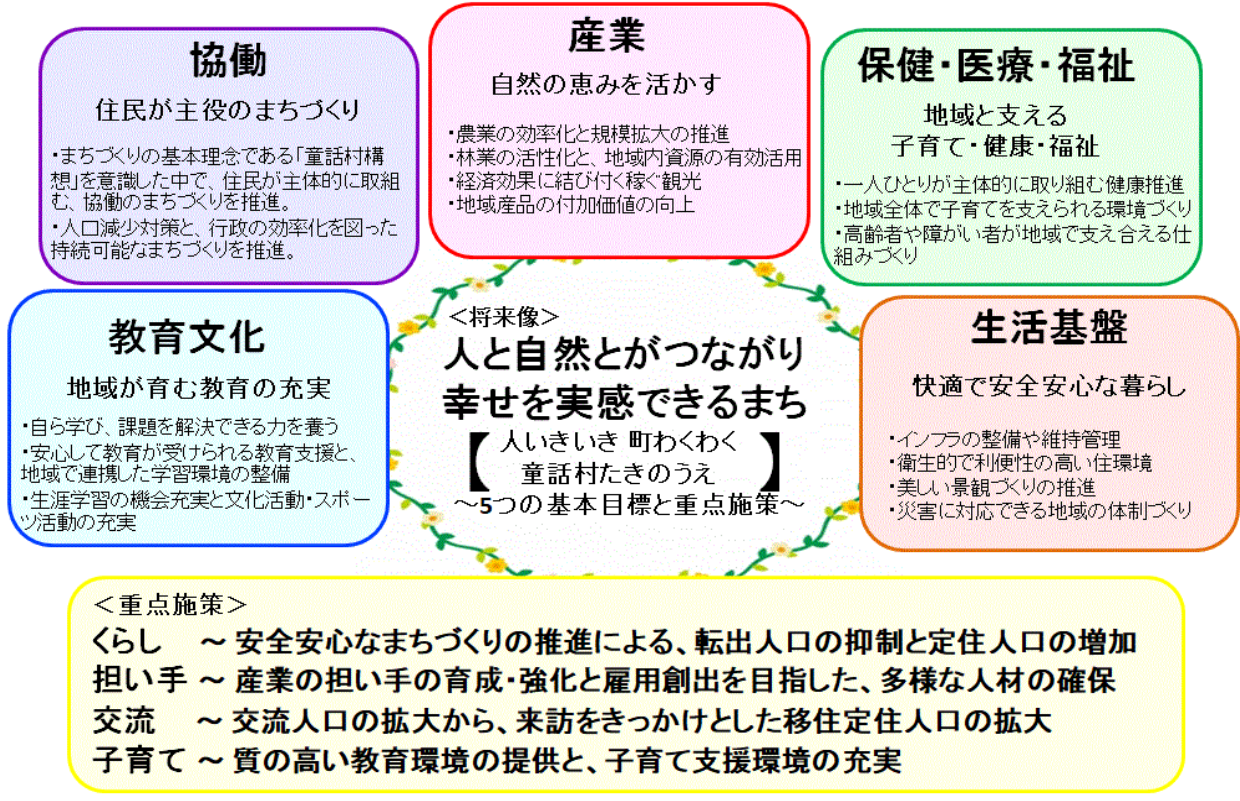 協働
住民が主役のまちづくり
・まちづくりの基本理念である「童話村構
想」を意識した中で、住民が主体的に取組
む、協働のまちづくりを推進。
・人口減少対策と、行政の効率化を図った
持続可能なまちづくりを推進。
産業
自然の恵みを活かす
・農業の効率化と規模拡大の推進
・林業の活性化と、地域内資源の有効活用
・経済効果に結び付く稼ぐ観光
・地域産品の付加価値の向上
保健・医療・福祉
地域と支える
子育て・健康・福祉
・一人ひとりが主体的に取り組む健康推進
・地域全体で子育てを支えられる環境づくり
・高齢者や障がい者が地域で支え合える仕
組みづくり
教育文化
地域が育む教育の充実
・自ら学び、課題を解決できる力を養う
・安心して教育が受けられる教育支援と、
地域で連携した学習環境の整備
・生涯学習の機会充実と文化活動・スポー
ツ活動の充実
＜将来像＞
人と自然とがつながり
幸せを実感できるまち
【人いきいき 町わくわく
童話村たきのうえ】
～5つの基本目標と重点施策～
生活基盤
快適で安全安心な暮らし
・インフラの整備や維持管理
・衛生的で利便性の高い住環境
・美しい景観づくりの推進
・災害に対応できる地域の体制づくり
＜重点施策＞
くらし ～ 安全安心なまちづくりの推進による、転出人口の抑制と定住人口の増加
担い手 ～ 産業の担い手の育成・強化と雇用創出を目指した、多様な人材の確保
交流 ～ 交流人口の拡大から、来訪をきっかけとした移住定住人口の拡大
子育て ～ 質の高い教育環境の提供と、子育て支援環境の充実